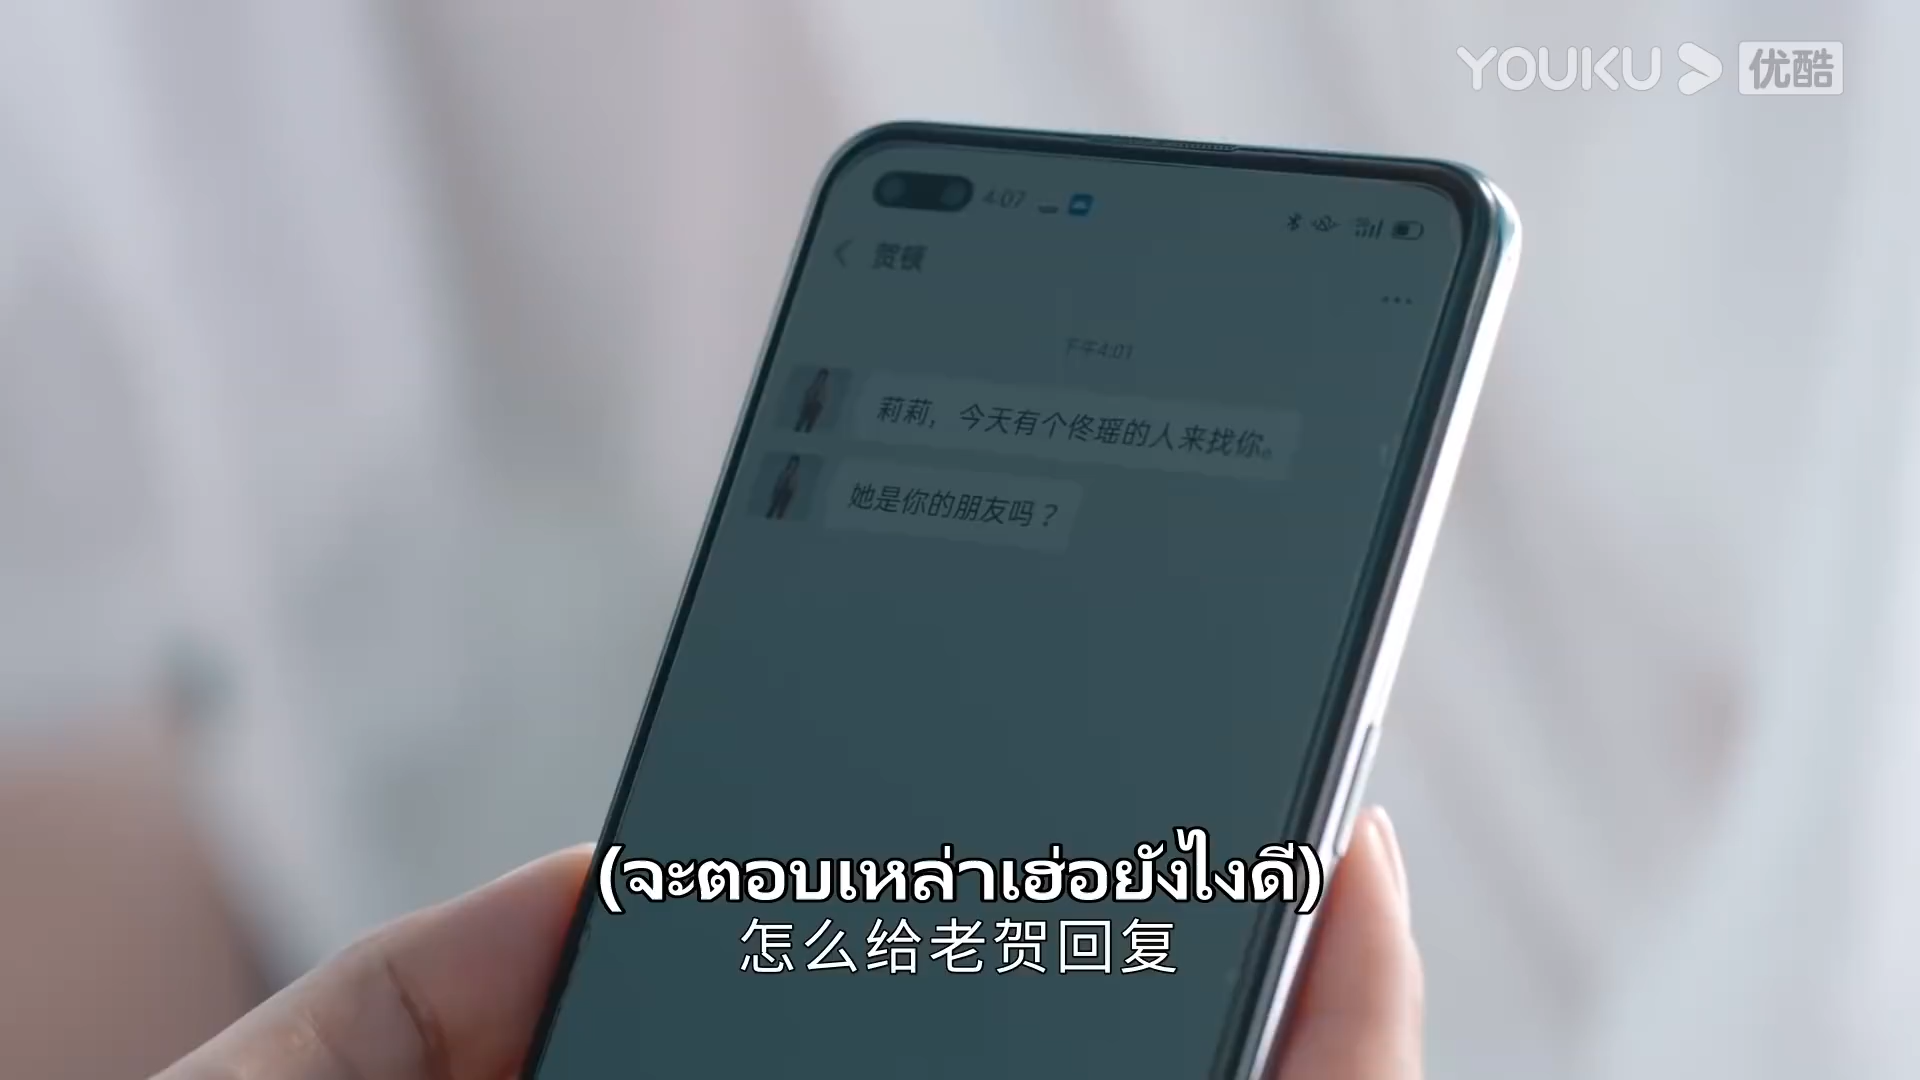 YOUKU 优酷
4:07
贺顿
下午4:01
莉莉，今天有个佟瑶的人来找你。
她是你的朋友吗？
(จะตอบเหล่าเฮ่อยังไงดี)
怎么给老贺回复